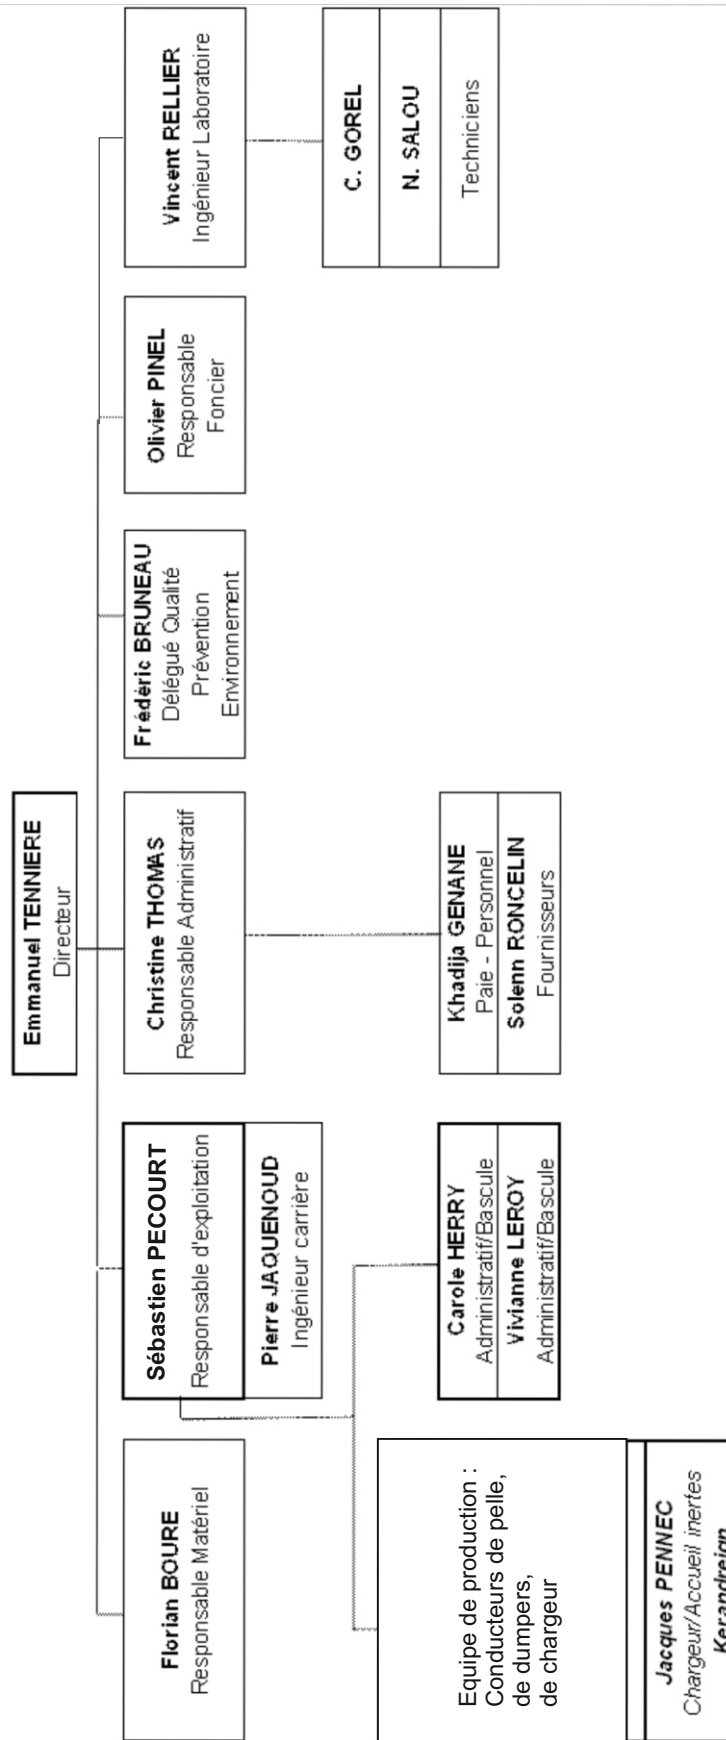 Emmanuel TENNIERE
Directeur
Florian BOURE
Responsable Matériel
Sébastien PECOURT
Responsable d'exploitation
Pierre JAQUENOUD
Ingénieur carrière
Christine THOMAS
Responsable Administratif
Frédéric BRUNEAU
Délégué Qualité
Prévention
Environnement
Olivier PINEL
Responsable
Foncier
Vincent RELLIER
Ingénieur Laboratoire
Equipe de production :
Conducteurs de pelle,
de dumpers,
de chargeur
Jacques PENNEC
Chargeur/Accueil inertes
Kerandreign
Carole HERRY
Administratif/Bascule
Vivianne LEROY
Administratif/Bascule
Khadija GENANE
Paie - Personnel
Solenn RONCELIN
Fournisseurs
C. GOREL
N. SALOU
Techniciens